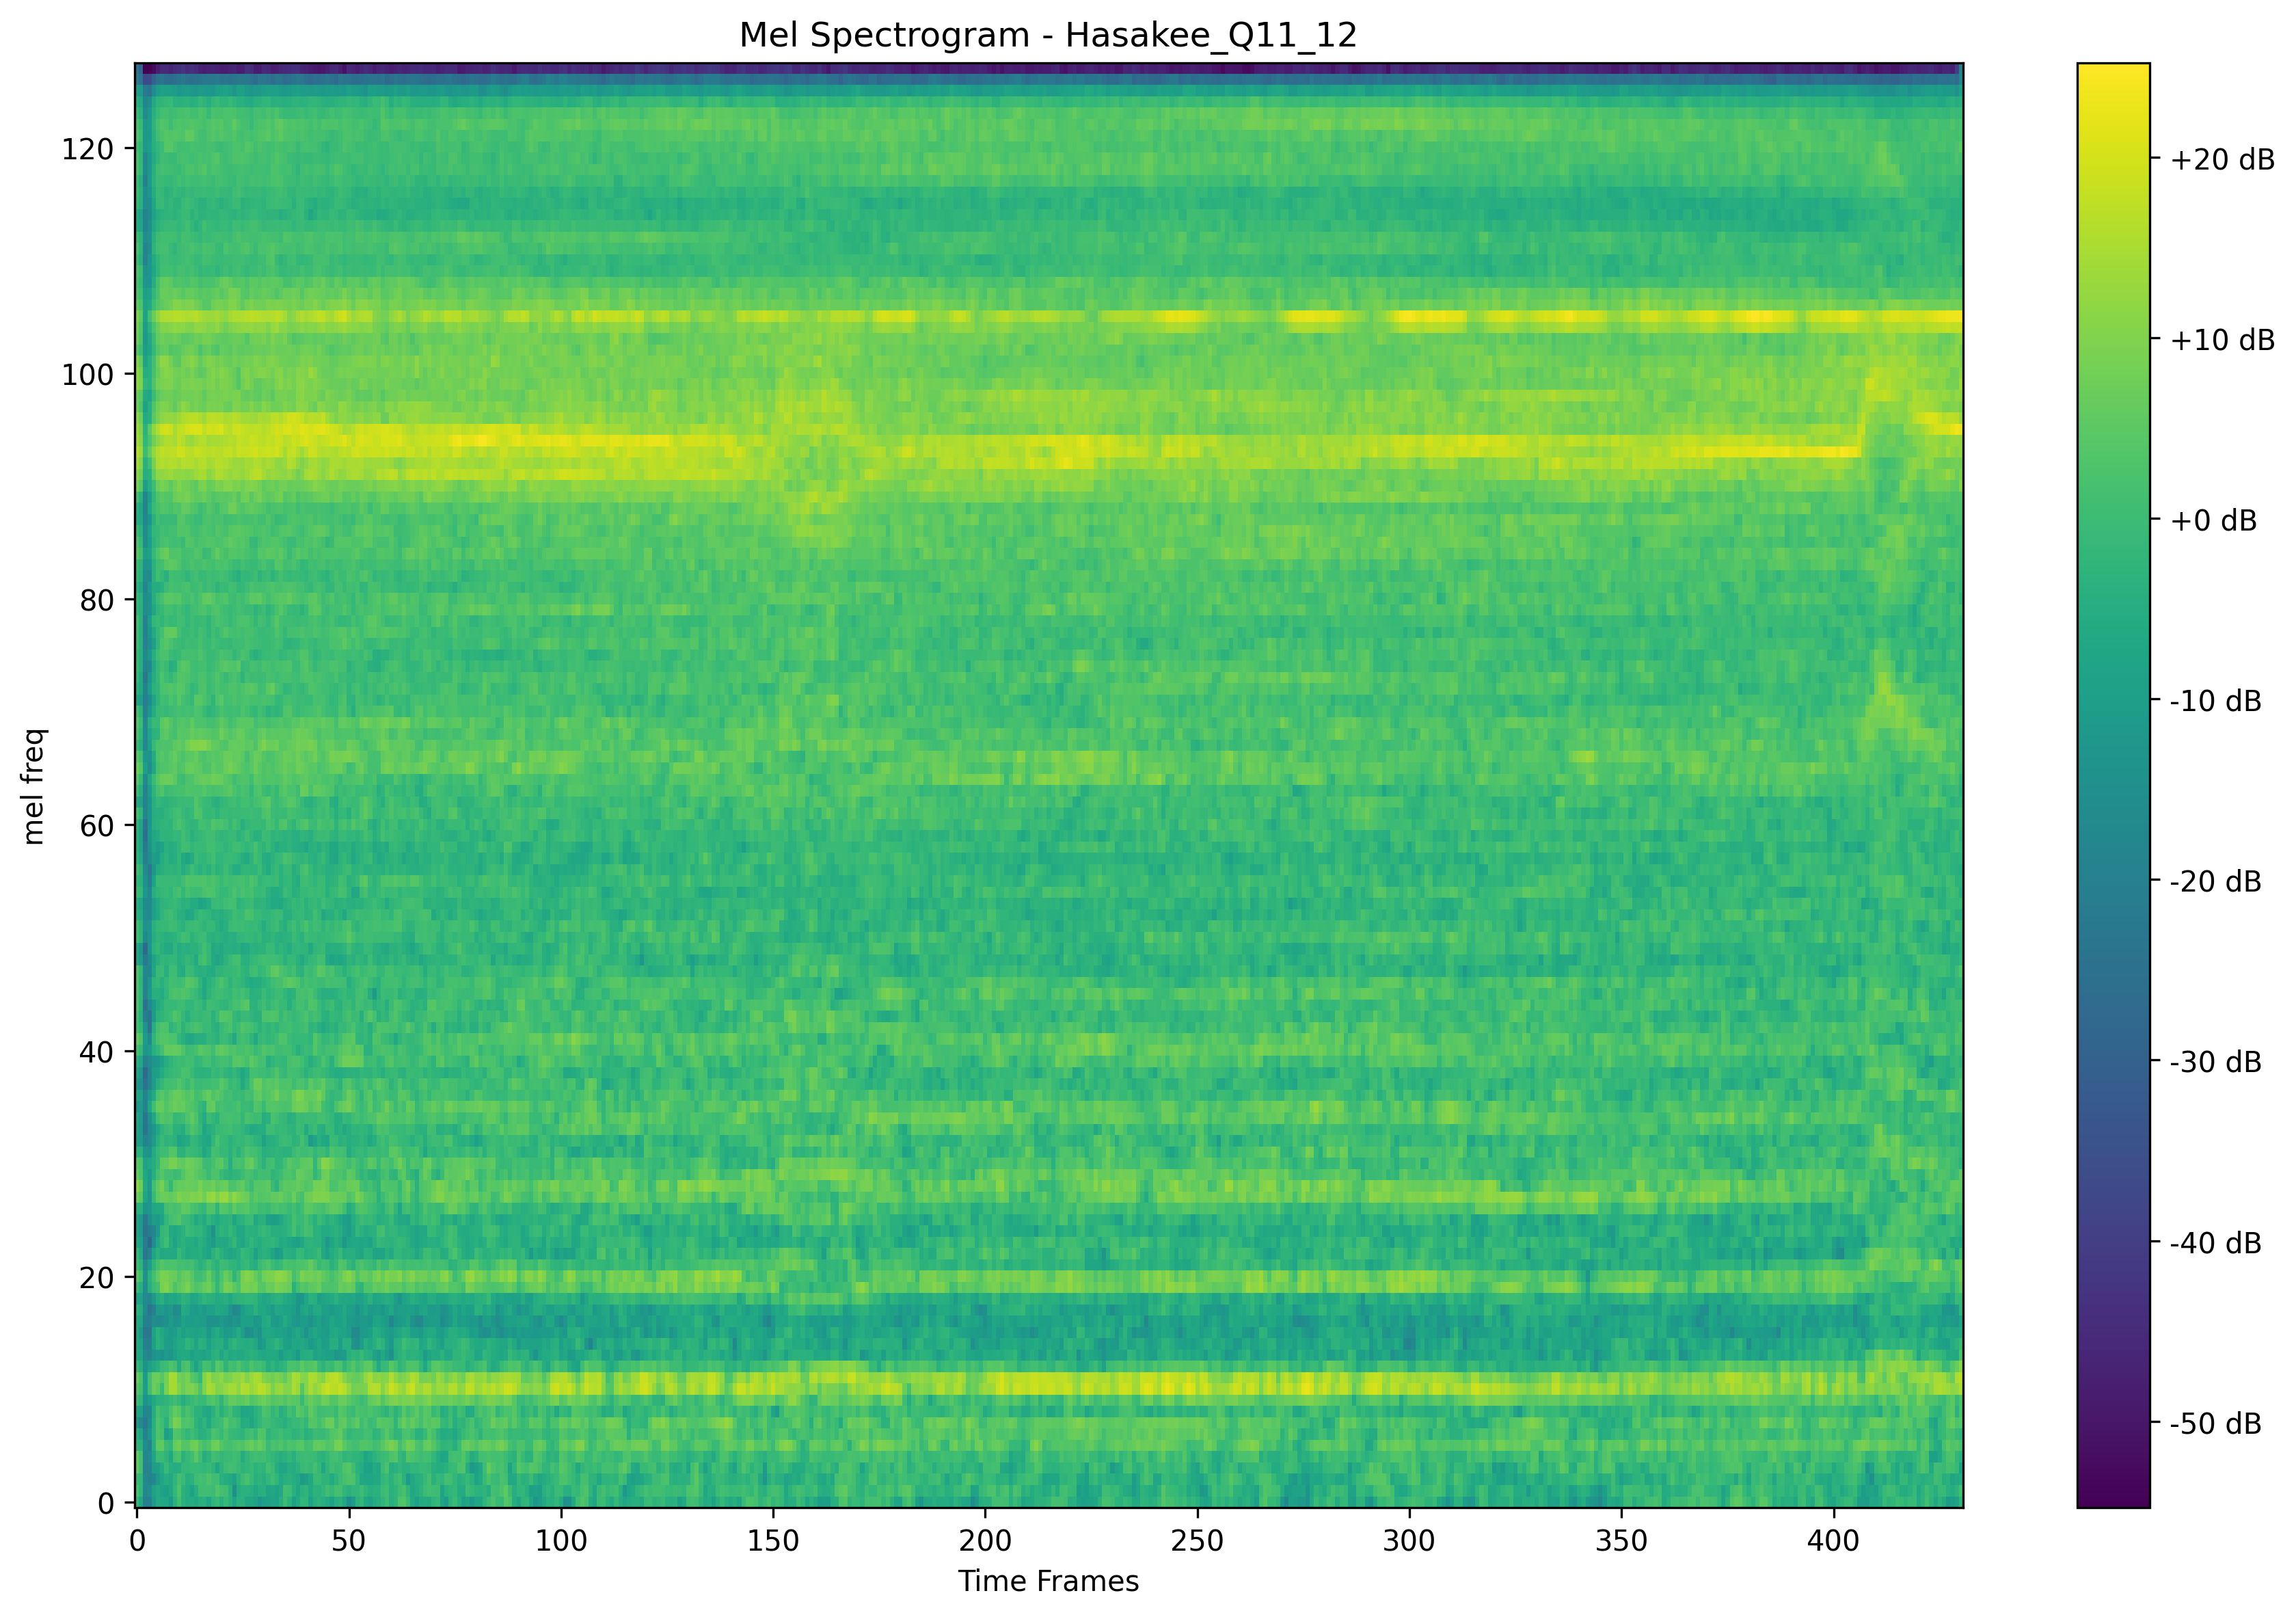 Mel Spectrogram - Hasakee_Q11_12
mel freq
120
100
80
60
40
20
0
0 50 100 150 200 250 300 350 400
Time Frames
+20 dB
+10 dB
+0 dB
-10 dB
-20 dB
-30 dB
-40 dB
-50 dB